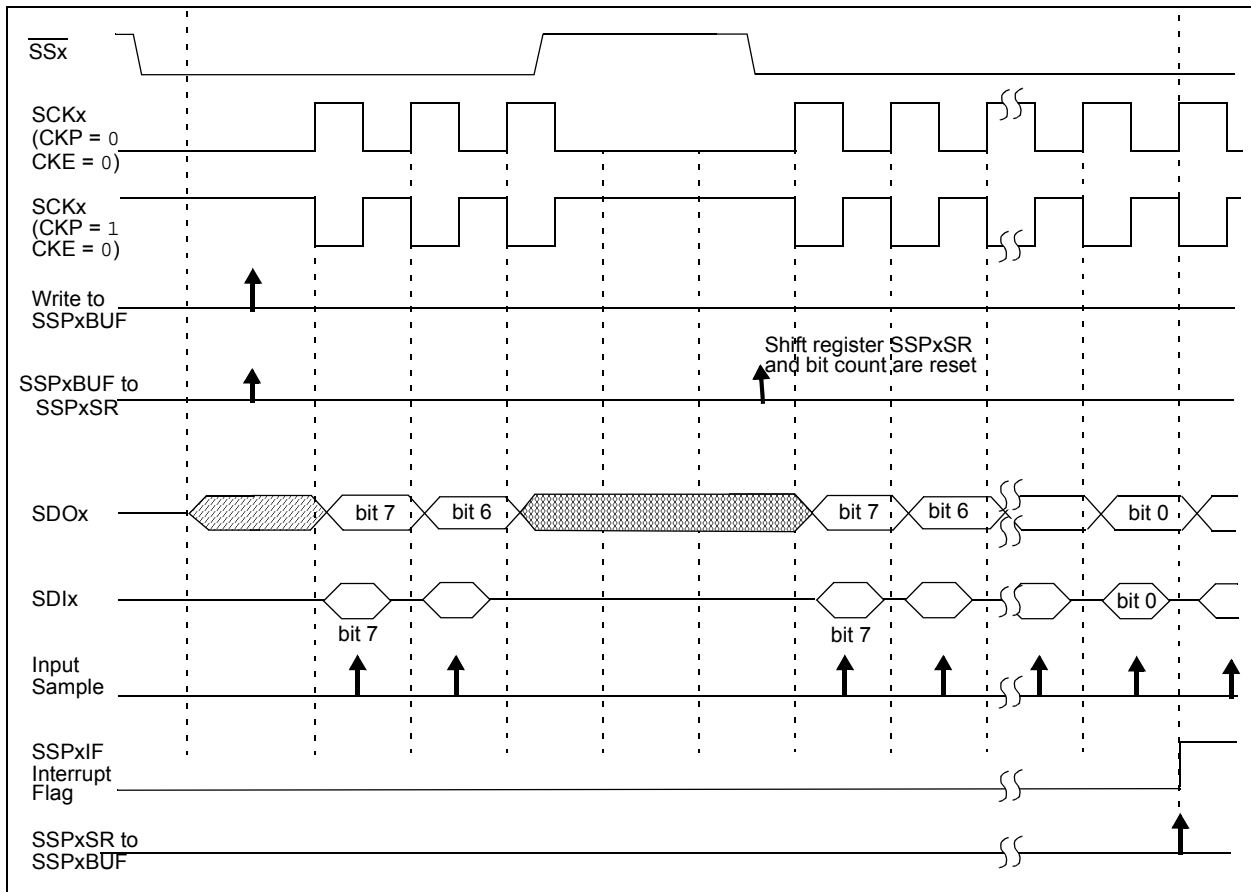 SSx
SCKx
(CKP = 0
CKE = 0)
SCKx
(CKP = 1
CKE = 0)
Write to
SSPxBUF
Shift register SSPxSR
and bit count are reset
SSPxBUF to
SSPxSR
SDOx
bit 7
bit 6
bit 7
bit 6
bit 0
SDIx
bit 0
bit 7
bit 7
Input
Sample
SSPxIF
Interrupt
Flag
SSPxSR to
SSPxBUF